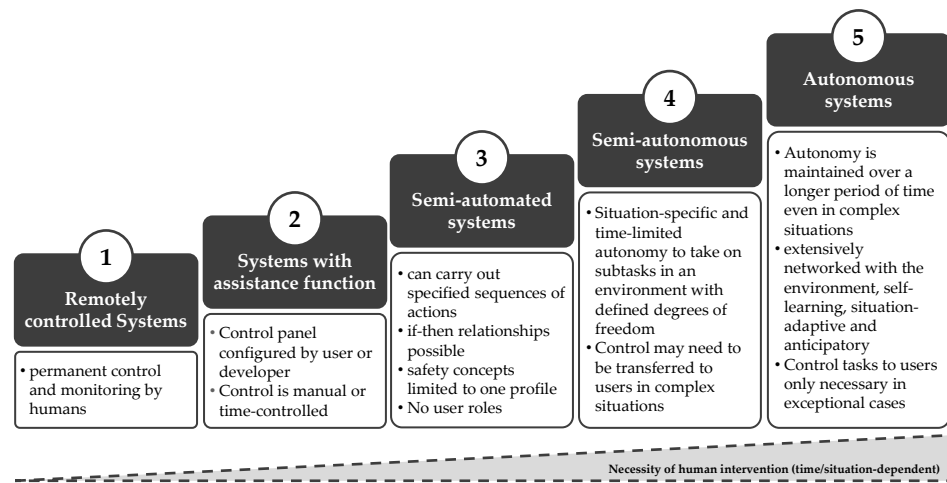 1
Remotely
controlled Systems
• permanent control
and monitoring by
humans
2
Systems with
assistance function
• Control panel
configured by user or
developer
• Control is manual or
time-controlled
3
Semi-automated
systems
• can carry out
specified sequences of
actions
• if-then relationships
possible
• safety concepts
limited to one profile
• No user roles
4
Semi-autonomous
systems
• Situation-specific and
time-limited
autonomy to take on
subtasks in an
environment with
defined degrees of
freedom
• Control may need to
be transferred to
users in complex
situations
5
Autonomous
systems
• Autonomy is
maintained over a
longer period of time
even in complex
situations
• extensively
networked with the
environment, self-
learning, situation-
adaptive and
anticipatory
• Control tasks to users
only necessary in
exceptional cases
Necessity of human intervention (time/situation-dependent)